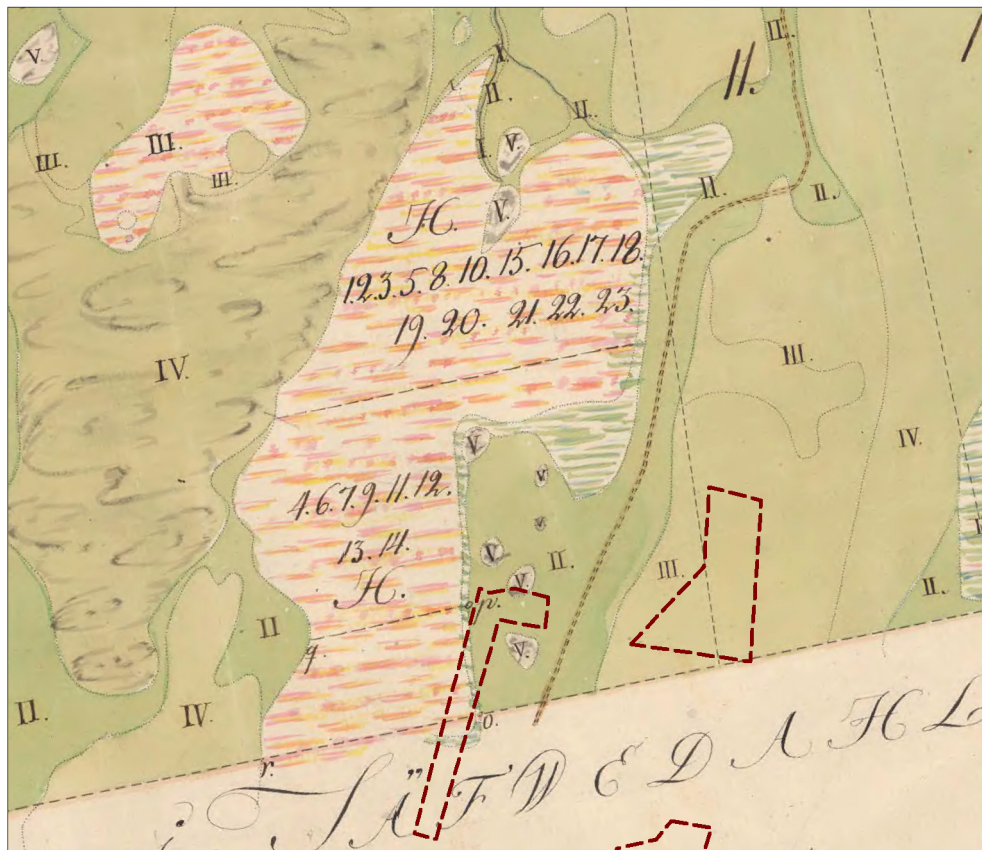 V.
II.
II.
I.
II.
II.
III.
III.
I.
V.
III.
II.
II.
V.
H.
1.2.3.5.8.10.15.16.17.18.
19.20. 21.22.23.
III.
IV.
V.
IV.
4.6.7.9.11.12.
V.
V.
13.14.
V.
II.
III.
V.
H.
p.
II.
II
q.
V.
II.
IV.
o.
r.
SÄFWEDAHL